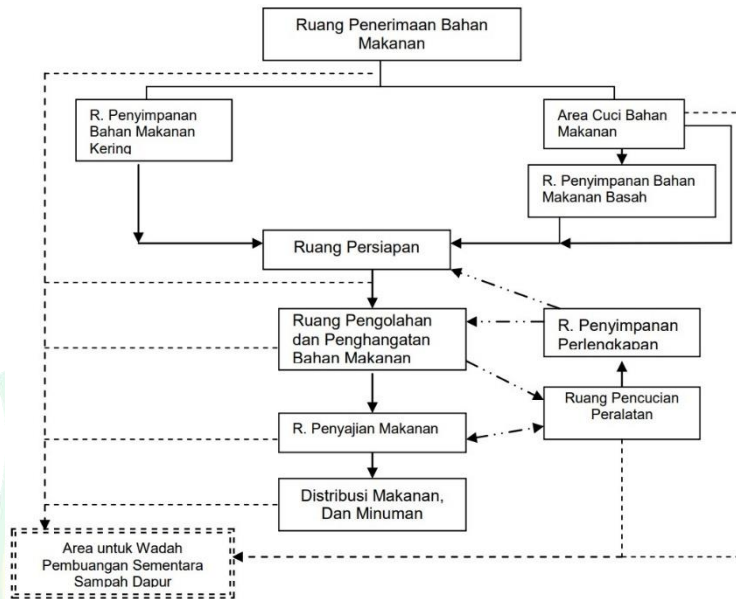 Ruang Penerimaan Bahan
Makanan
R. Penyimpanan
Bahan Makanan
Kering
Area Cuci Bahan
Makanan
R. Penyimpanan Bahan
Makanan Basah
Ruang Persiapan
Ruang Pengolahan
dan Penghangatan
Bahan Makanan
R. Penyimpanan
Perlengkapan
Ruang Pencucian
Peralatan
R. Penyajian Makanan
Distribusi Makanan,
Dan Minuman
Area untuk Wadah
Pembuangan Sementara
Sampah Dapur